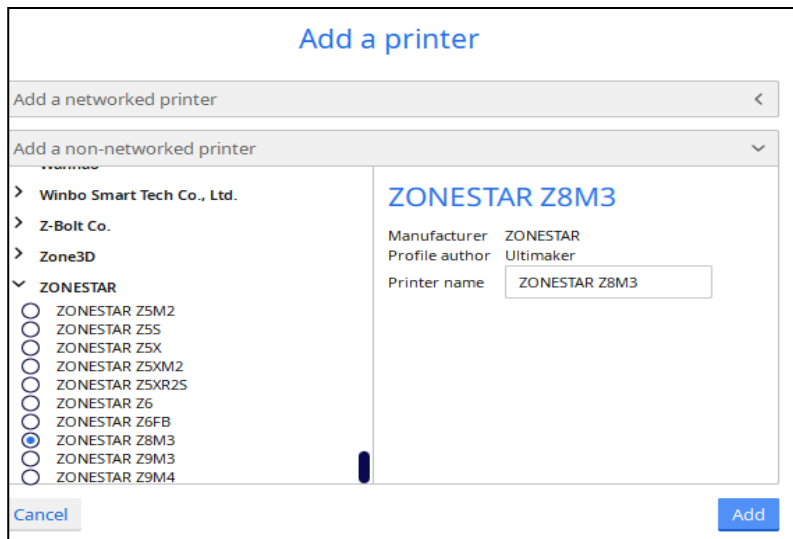 Add a printer
Add a networked printer
Add a non-networked printer
Winbo Smart Tech Co., Ltd.
Z-Bolt Co.
Zone3D
ZONESTAR
ZONESTAR Z5M2
ZONESTAR Z5S
ZONESTAR Z5X
ZONESTAR Z5XM2
ZONESTAR Z5XR2S
ZONESTAR Z6
ZONESTAR Z6FB
ZONESTAR Z8M3
ZONESTAR Z9M3
ZONESTAR Z9M4
ZONESTAR Z8M3
Manufacturer ZONESTAR
Profile author Ultimaker
Printer name ZONESTAR Z8M3
Cancel
Add